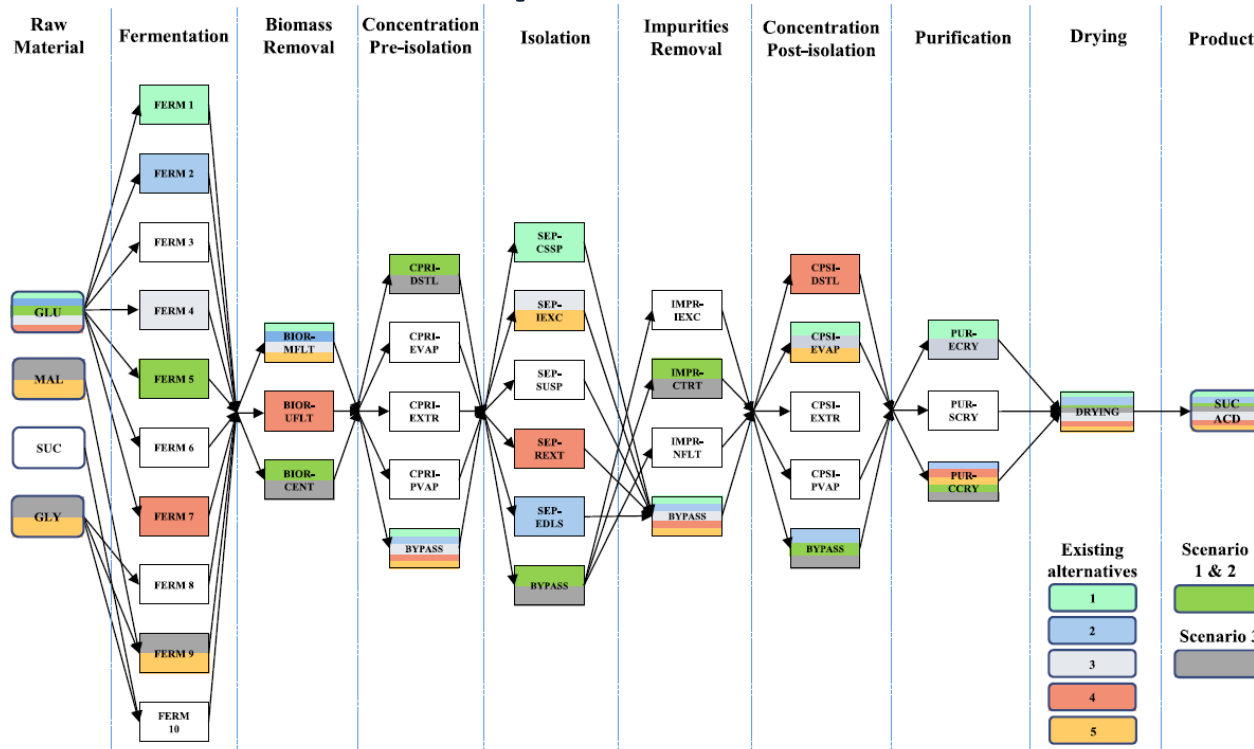 Raw
Material
Fermentation
Biomass
Removal
Concentration
Pre-isolation
Isolation
Impurities
Removal
Concentration
Post-isolation
Purification
Drying
Product
GLU
MAL
SUC
GLY
FERM 1
FERM 2
FERM 3
FERM 4
FERM 5
FERM 6
FERM 7
FERM 8
FERM 9
FERM
10
BIOR-
MFLT
BIOR-
UFLT
BIOR-
CENT
CPRI-
DSTL
CPRI-
EVAP
CPRI-
EXTR
CPRI-
PVAP
BYPASS
SEP-
CSSP
SEP-
IEXC
SEP-
SUSP
SEP-
REXT
SEP-
EDLS
BYPASS
IMPR-
IEXC
IMPR-
CTRT
IMPR-
NFLT
BYPASS
CPSI-
DSTL
CPSI-
EVAP
CPSI-
EXTR
CPSI-
PVAP
BYPASS
PUR-
ECRY
PUR-
SCRY
PUR-
CCRY
DRYING
SUC
ACD
Existing
alternatives
1
2
3
4
5
Scenario
1 & 2
Scenario 3